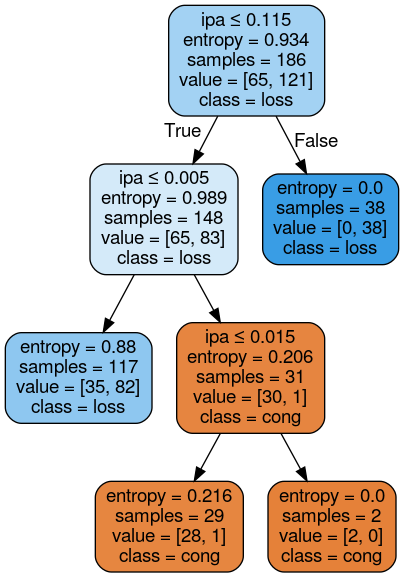 ipa ≤ 0.115
entropy = 0.934
samples = 186
value = [65, 121]
class = loss
True
False
ipa ≤ 0.005
entropy = 0.989
samples = 148
value = [65, 83]
class = loss
entropy = 0.0
samples = 38
value = [0, 38]
class = loss
entropy = 0.88
samples = 117
value = [35, 82]
class = loss
ipa ≤ 0.015
entropy = 0.206
samples = 31
value = [30, 1]
class = cong
entropy = 0.216
samples = 29
value = [28, 1]
class = cong
entropy = 0.0
samples = 2
value = [2, 0]
class = cong